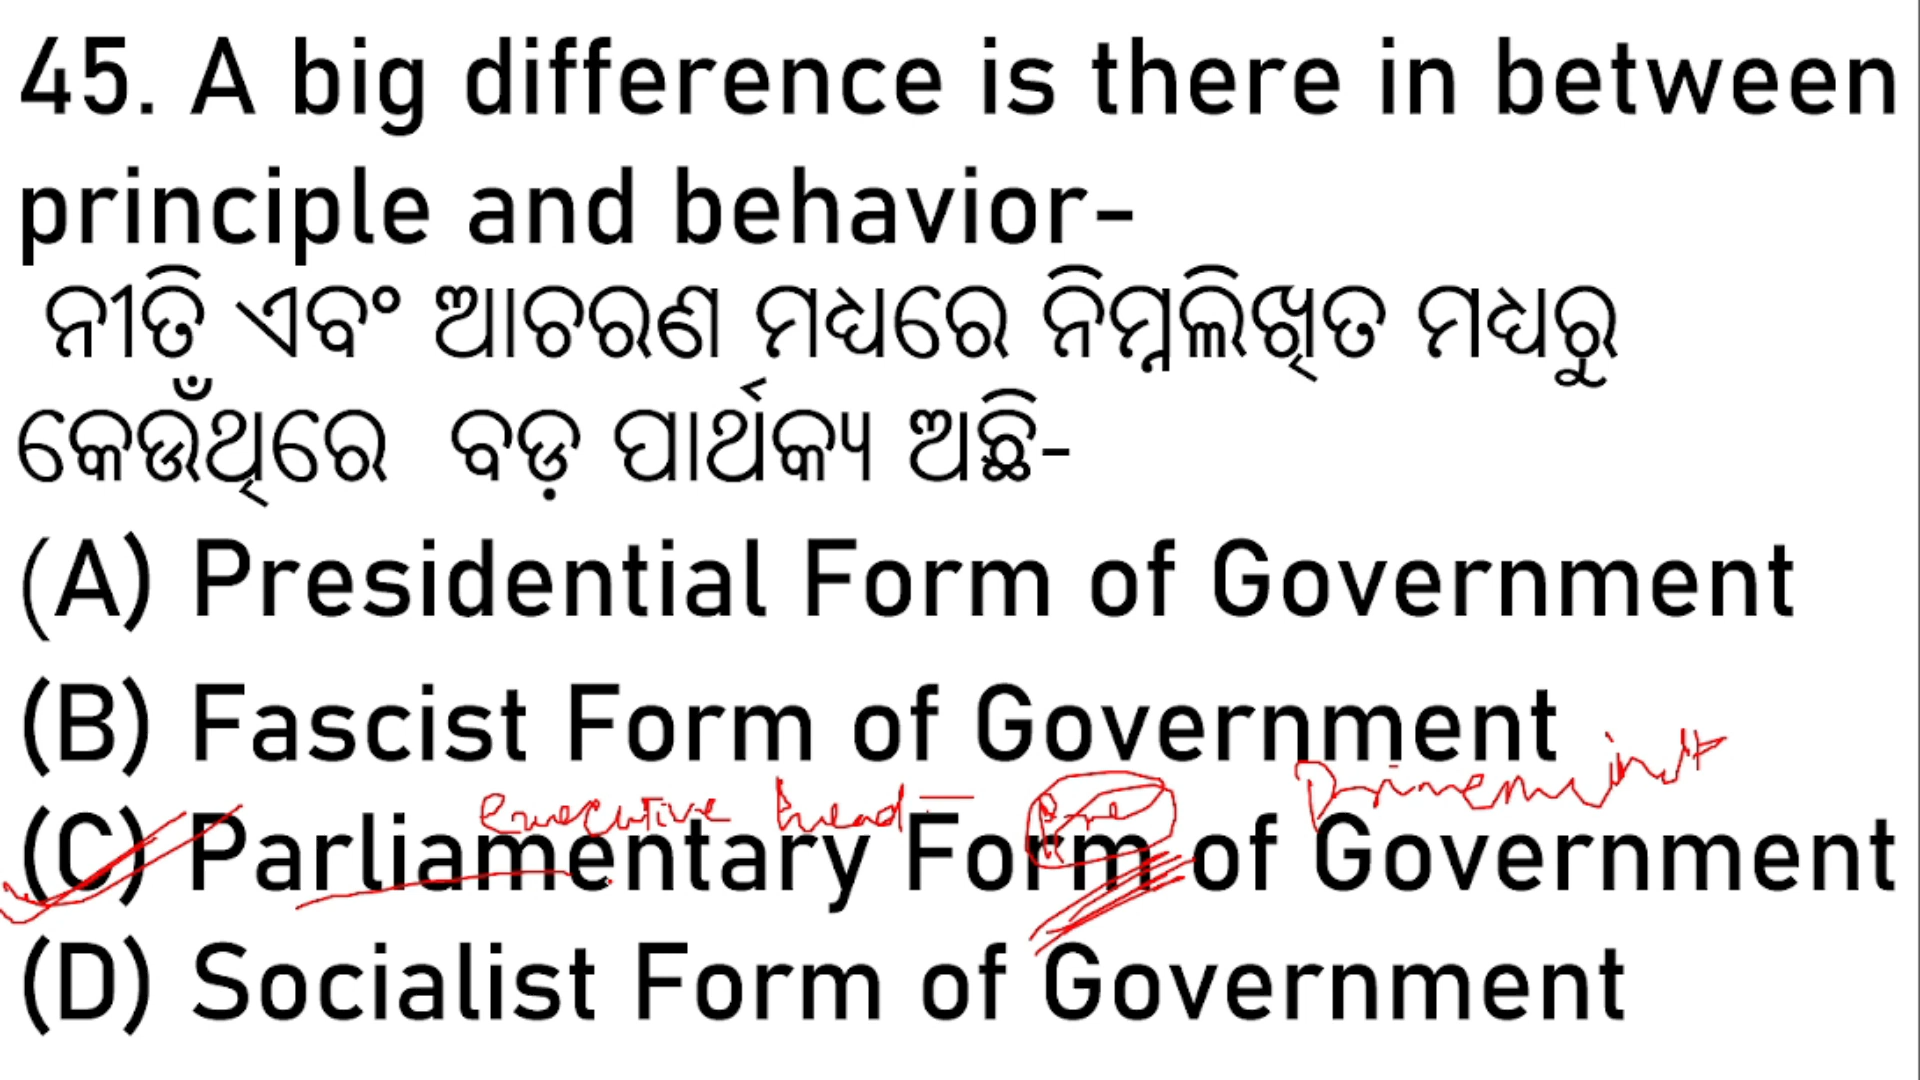 45. A big difference is there in between
principle and behavior-
ନୀତି ଏବଂ ଆଚରଣ ମଧ୍ୟରେ ନିମ୍ନଲିଖିତ ମଧ୍ୟରୁ
କେଉଁଥିରେ ବଡ଼ ପାର୍ଥକ୍ୟ ଅଛି-
(A) Presidential Form of Government
(B) Fascist Form of Government
executive head - Pre
(C) Parliamentary Form of Government
(D) Socialist Form of Government